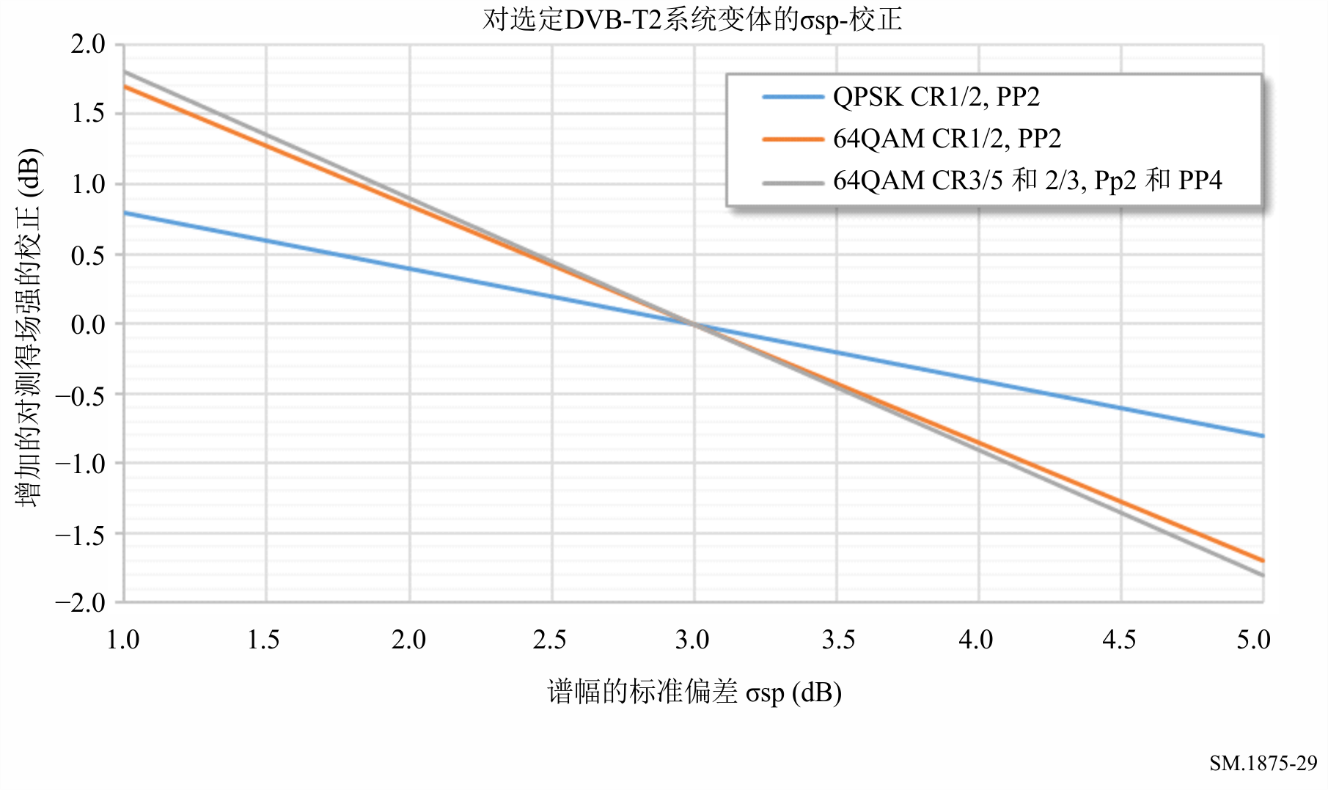 对选定DVB-T2系统变体的σsp-校正
增加的对测得场强的校正 (dB)
2.0
1.5
1.0
0.5
0.0
−0.5
−1.0
−1.5
−2.0
QPSK CR1/2, PP2
64QAM CR1/2, PP2
64QAM CR3/5 和 2/3, Pp2 和 PP4
1.0 1.5 2.0 2.5 3.0 3.5 4.0 4.5 5.0
谱幅的标准偏差 σsp (dB)
SM.1875-29